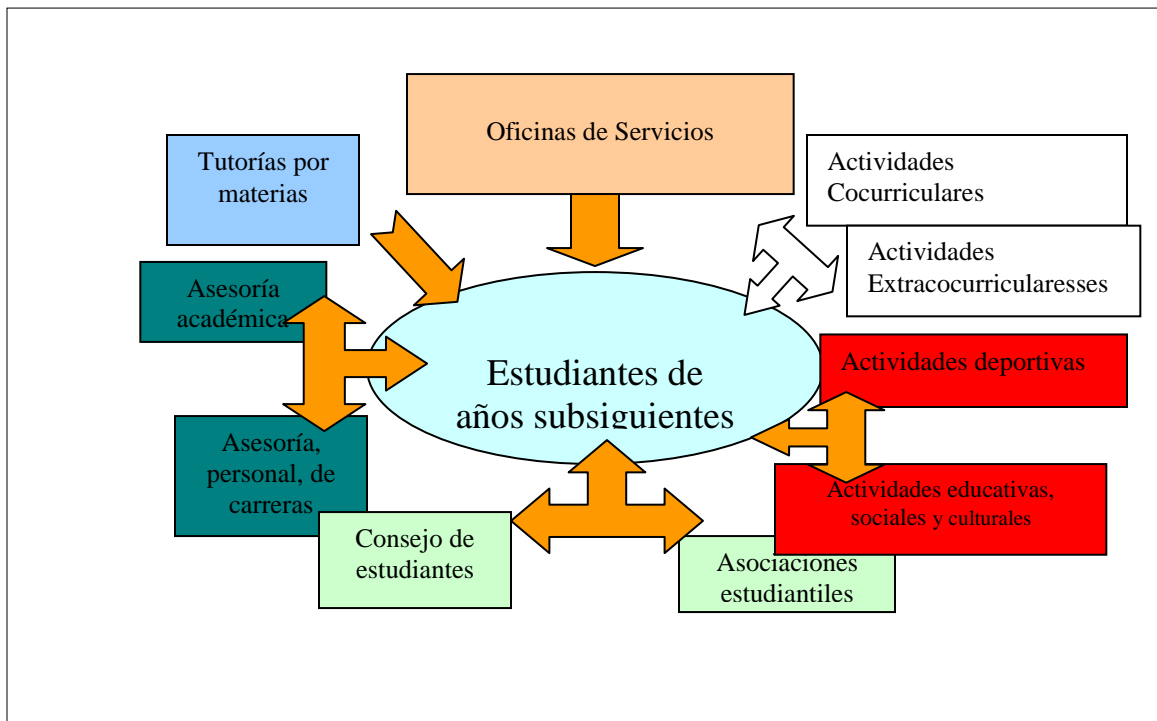 Oficinas de Servicios
Tutorías por
materias
Actividades
Cocurriculares
Actividades
Extracocurricularesses
Asesoría
académica
Estudiantes de
años subsiguientes
Actividades deportivas
Asesoría,
personal, de
carreras
Actividades educativas,
sociales y culturales
Consejo de
estudiantes
Asociaciones
estudiantiles